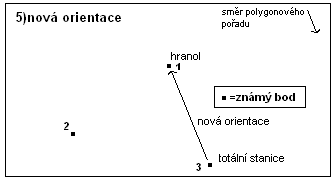 5)nová orientace
směr polygonového
pořadu
hranol
1
■=známý bod
nová orientace
2
totální stanice
3